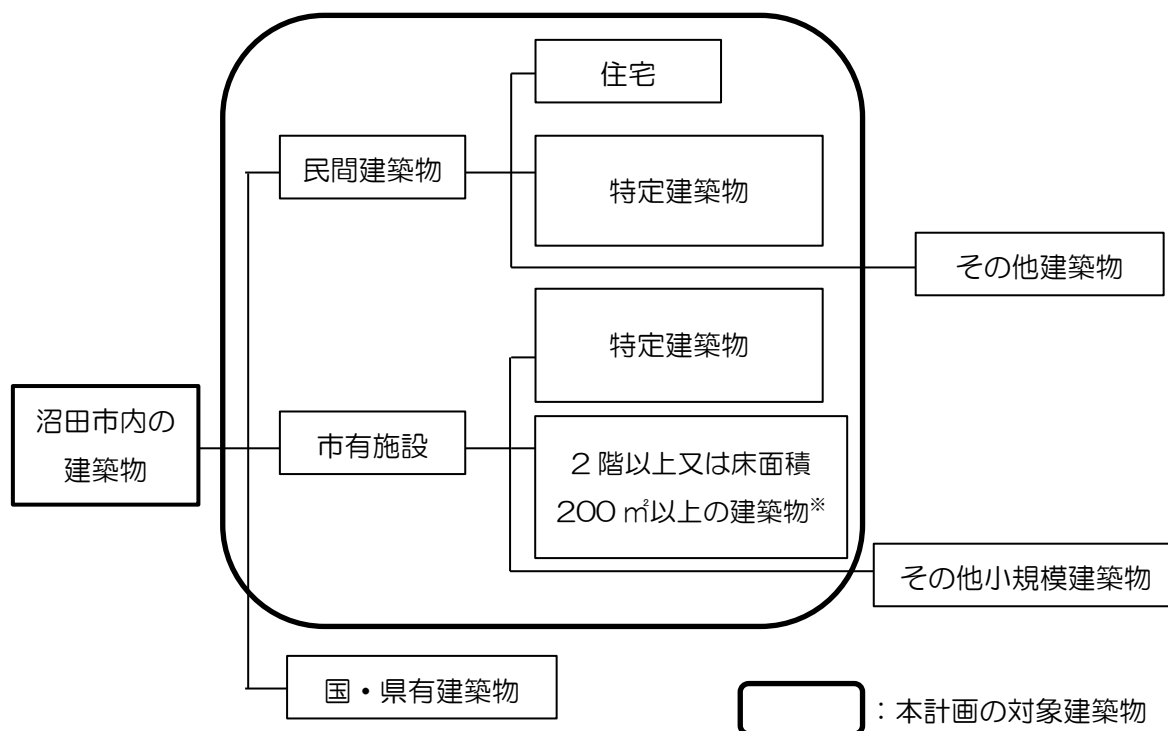 住宅
民間建築物
特定建築物
その他建築物
特定建築物
沼田市内の
建築物
市有施設
２階以上又は床面積
200 ㎡以上の建築物※
その他小規模建築物
国・県有建築物
：本計画の対象建築物